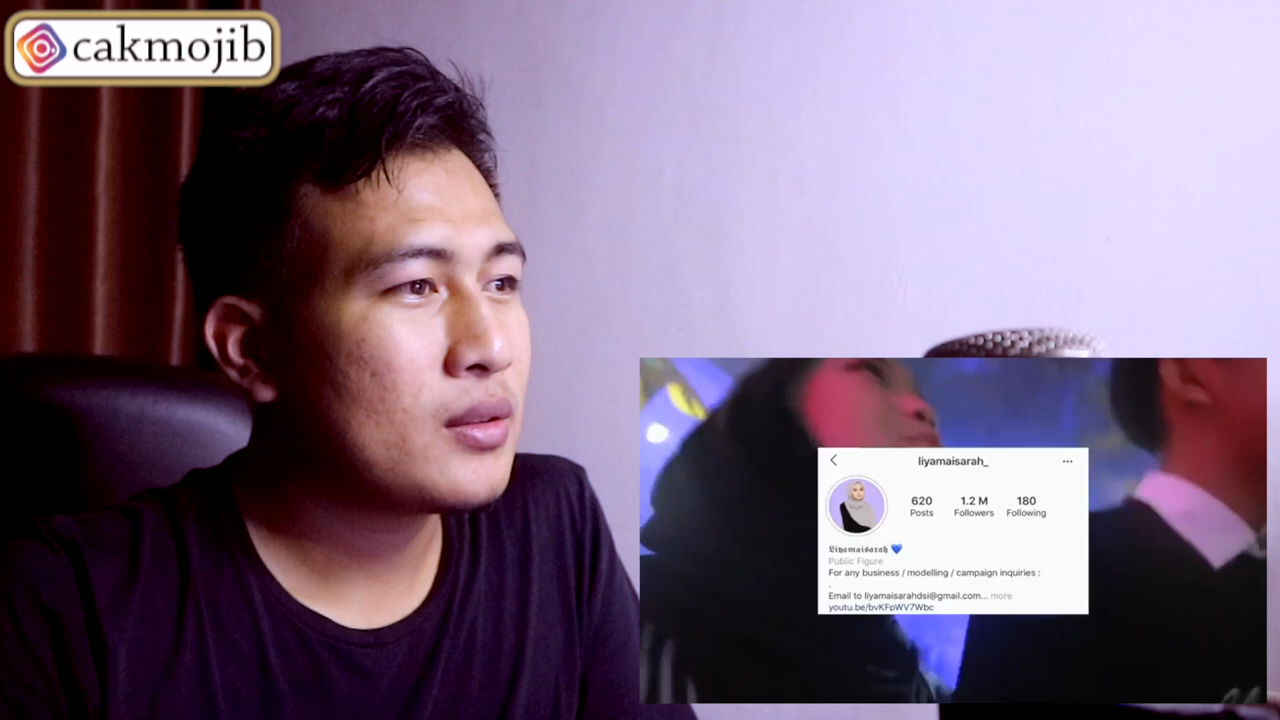 cakmojib
liyamaisarah_
620 1.2 M 180
Posts Followers Following
𝕷𝖎𝖞𝖆𝖒𝖆𝖎𝖘𝖆𝖗𝖆𝖍 💙
Public Figure
For any business / modelling / campaign inquiries :
.
Email to liyamaisarahdsi@gmail.com... more
youtu.be/bvKFpWV7Wbc